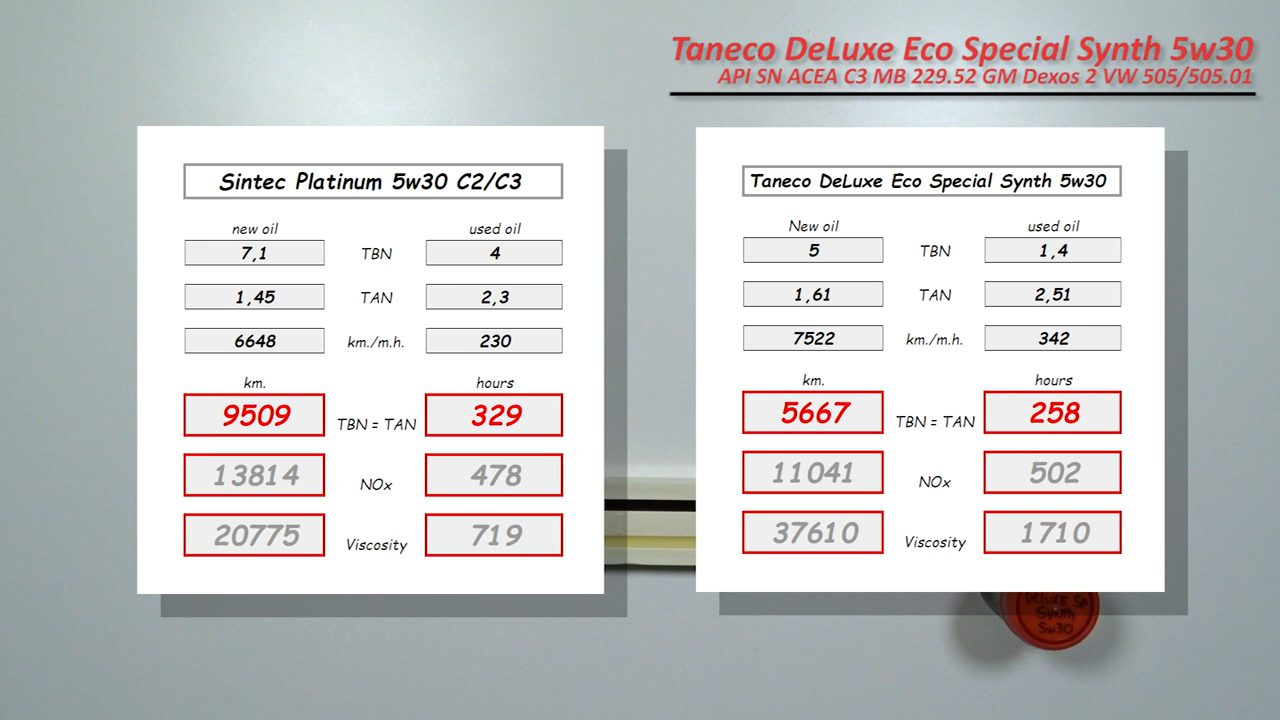 Taneco DeLuxe Eco Special Synth 5w30
API SN ACEA C3 MB 229.52 GM Dexos 2 VW 505/505.01
Sintec Platinum 5w30 C2/C3
new oil used oil
7,1 TBN 4
1,45 TAN 2,3
6648 km./m.h. 230
km. hours
9509 TBN = TAN 329
13814 NOx 478
20775 Viscosity 719
Taneco DeLuxe Eco Special Synth 5w30
New oil used oil
5 TBN 1,4
1,61 TAN 2,51
7522 km./m.h. 342
km. hours
5667 TBN = TAN 258
11041 NOx 502
37610 Viscosity 1710
DeLuxe SP
Synth
5w30